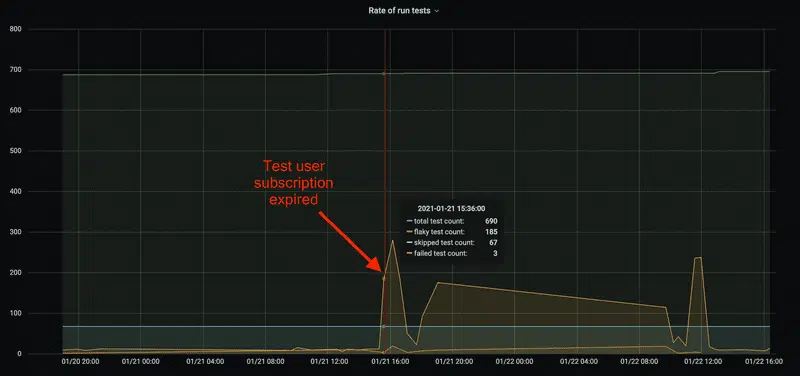 Rate of run tests
800
700
600
500
400
300
200
100
0
Test user
subscription
expired
2021-01-21 15:36:00
total test count: 690
flaky test count: 185
skipped test count: 67
failed test count: 3
01/20 20:00 01/21 00:00 01/21 04:00 01/21 08:00 01/21 12:00 01/21 16:00 01/21 20:00 01/22 00:00 01/22 04:00 01/22 08:00 01/22 12:00 01/22 16:00